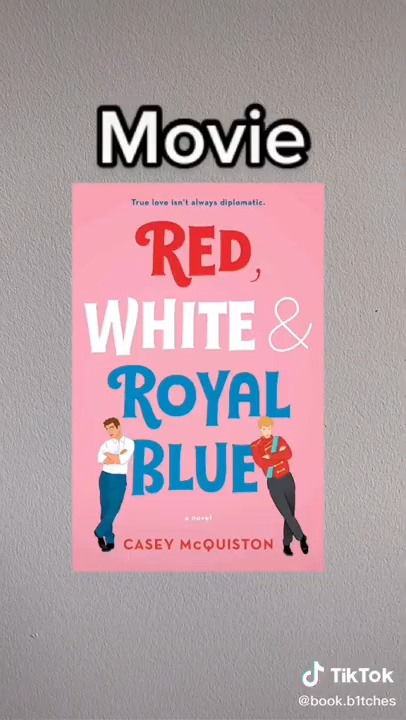 Movie
True love isn't always diplomatic.
RED,
WHITE &
ROYAL
BLUE
a novel
CASEY McQUISTON
TikTok
@book.b1tches